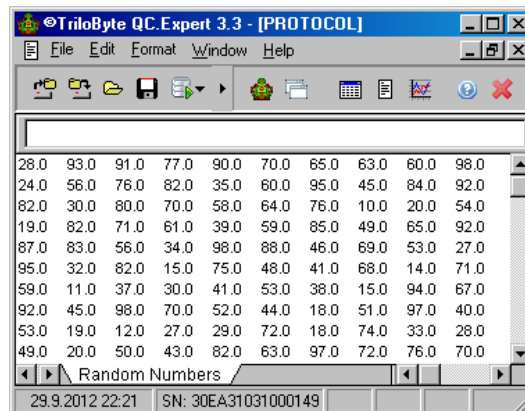 ©TriloByte QC.Expert 3.3 - [PROTOCOL]
File Edit Format Window Help
28.0 93.0 91.0 77.0 90.0 70.0 65.0 63.0 60.0 98.0
24.0 56.0 76.0 82.0 35.0 60.0 95.0 45.0 84.0 92.0
82.0 30.0 80.0 70.0 58.0 64.0 76.0 10.0 20.0 54.0
19.0 82.0 71.0 61.0 39.0 59.0 85.0 49.0 65.0 92.0
87.0 83.0 56.0 34.0 98.0 88.0 46.0 69.0 53.0 27.0
95.0 32.0 82.0 15.0 75.0 48.0 41.0 68.0 14.0 71.0
59.0 11.0 37.0 30.0 41.0 53.0 38.0 15.0 94.0 67.0
92.0 45.0 98.0 70.0 52.0 44.0 18.0 51.0 97.0 40.0
53.0 19.0 12.0 27.0 29.0 72.0 18.0 74.0 33.0 28.0
49.0 20.0 50.0 43.0 82.0 63.0 97.0 72.0 76.0 70.0
Random Numbers
29.9.2012 22:21 SN: 30EA31031000149